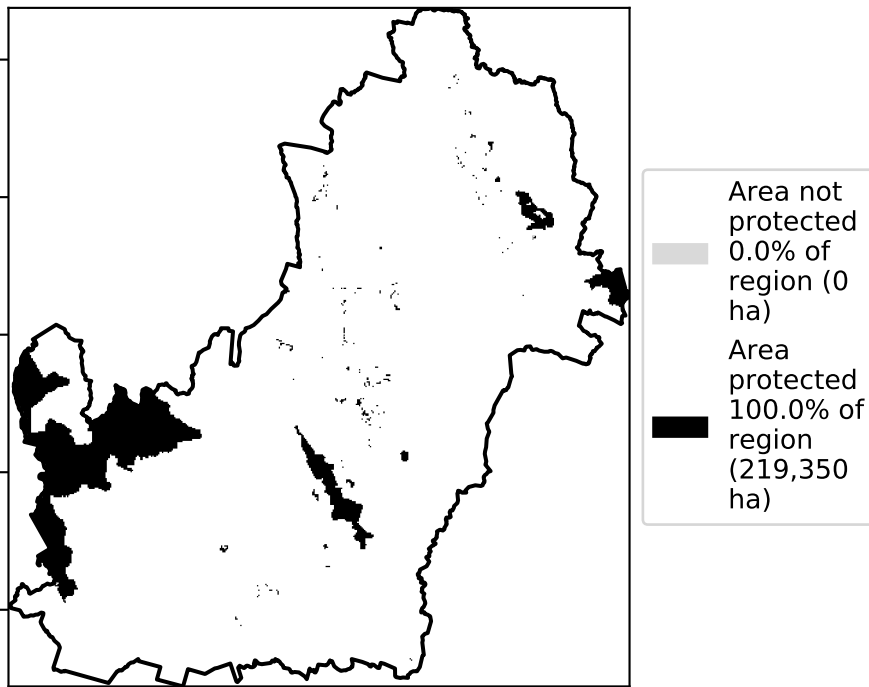 Area not
protected
0.0% of
region (0
ha)
Area
protected
100.0% of
region
(219,350
ha)